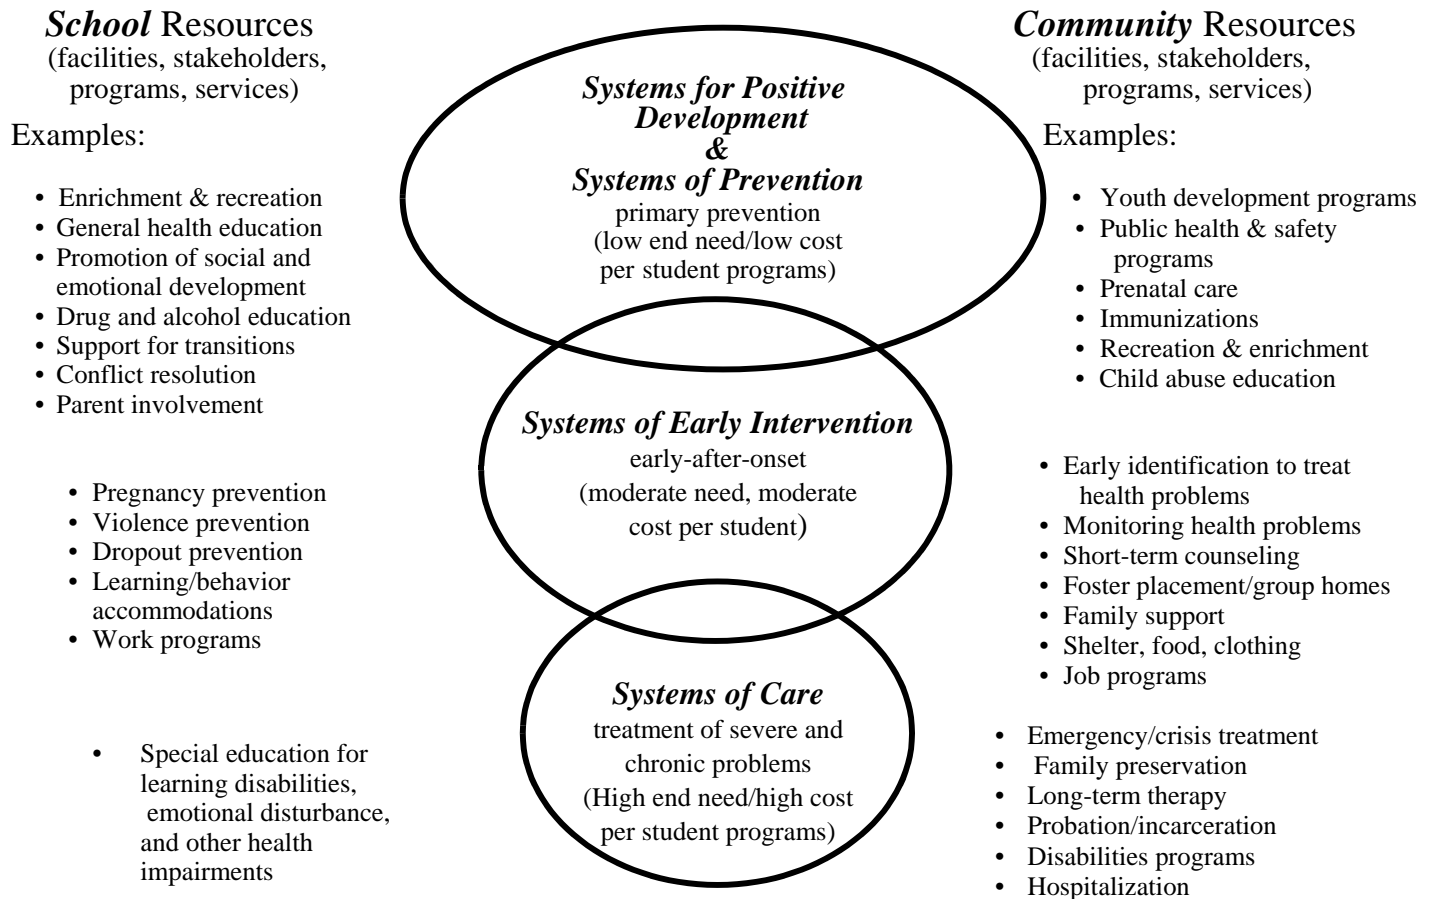 School Resources
(facilities, stakeholders,
programs, services)
Examples:
• Enrichment & recreation
• General health education
• Promotion of social and
emotional development
• Drug and alcohol education
• Support for transitions
• Conflict resolution
• Parent involvement
• Pregnancy prevention
• Violence prevention
• Dropout prevention
• Learning/behavior
accommodations
• Work programs
• Special education for
learning disabilities,
emotional disturbance,
and other health
impairments
Systems for Positive
Development
&
Systems of Prevention
primary prevention
(low end need/low cost
per student programs)
Systems of Early Intervention
early-after-onset
(moderate need, moderate
cost per student)
Systems of Care
treatment of severe and
chronic problems
(High end need/high cost
per student programs)
Community Resources
(facilities, stakeholders,
programs, services)
Examples:
• Youth development programs
• Public health & safety
programs
• Prenatal care
• Immunizations
• Recreation & enrichment
• Child abuse education
• Early identification to treat
health problems
• Monitoring health problems
• Short-term counseling
• Foster placement/group homes
• Family support
• Shelter, food, clothing
• Job programs
• Emergency/crisis treatment
• Family preservation
• Long-term therapy
• Probation/incarceration
• Disabilities programs
• Hospitalization